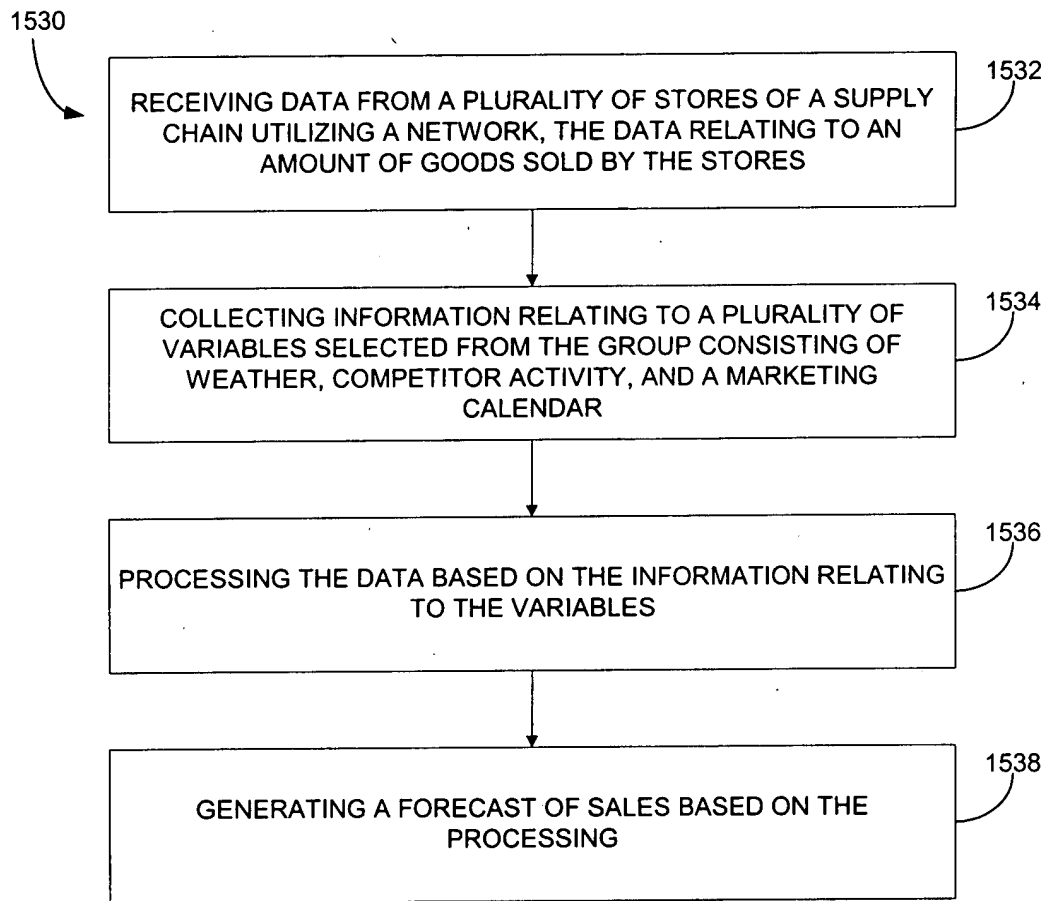 1530
1532
RECEIVING DATA FROM A PLURALITY OF STORES OF A SUPPLY
CHAIN UTILIZING A NETWORK, THE DATA RELATING TO AN
AMOUNT OF GOODS SOLD BY THE STORES
1534
COLLECTING INFORMATION RELATING TO A PLURALITY OF
VARIABLES SELECTED FROM THE GROUP CONSISTING OF
WEATHER, COMPETITOR ACTIVITY, AND A MARKETING
CALENDAR
1536
PROCESSING THE DATA BASED ON THE INFORMATION RELATING
TO THE VARIABLES
1538
GENERATING A FORECAST OF SALES BASED ON THE
PROCESSING